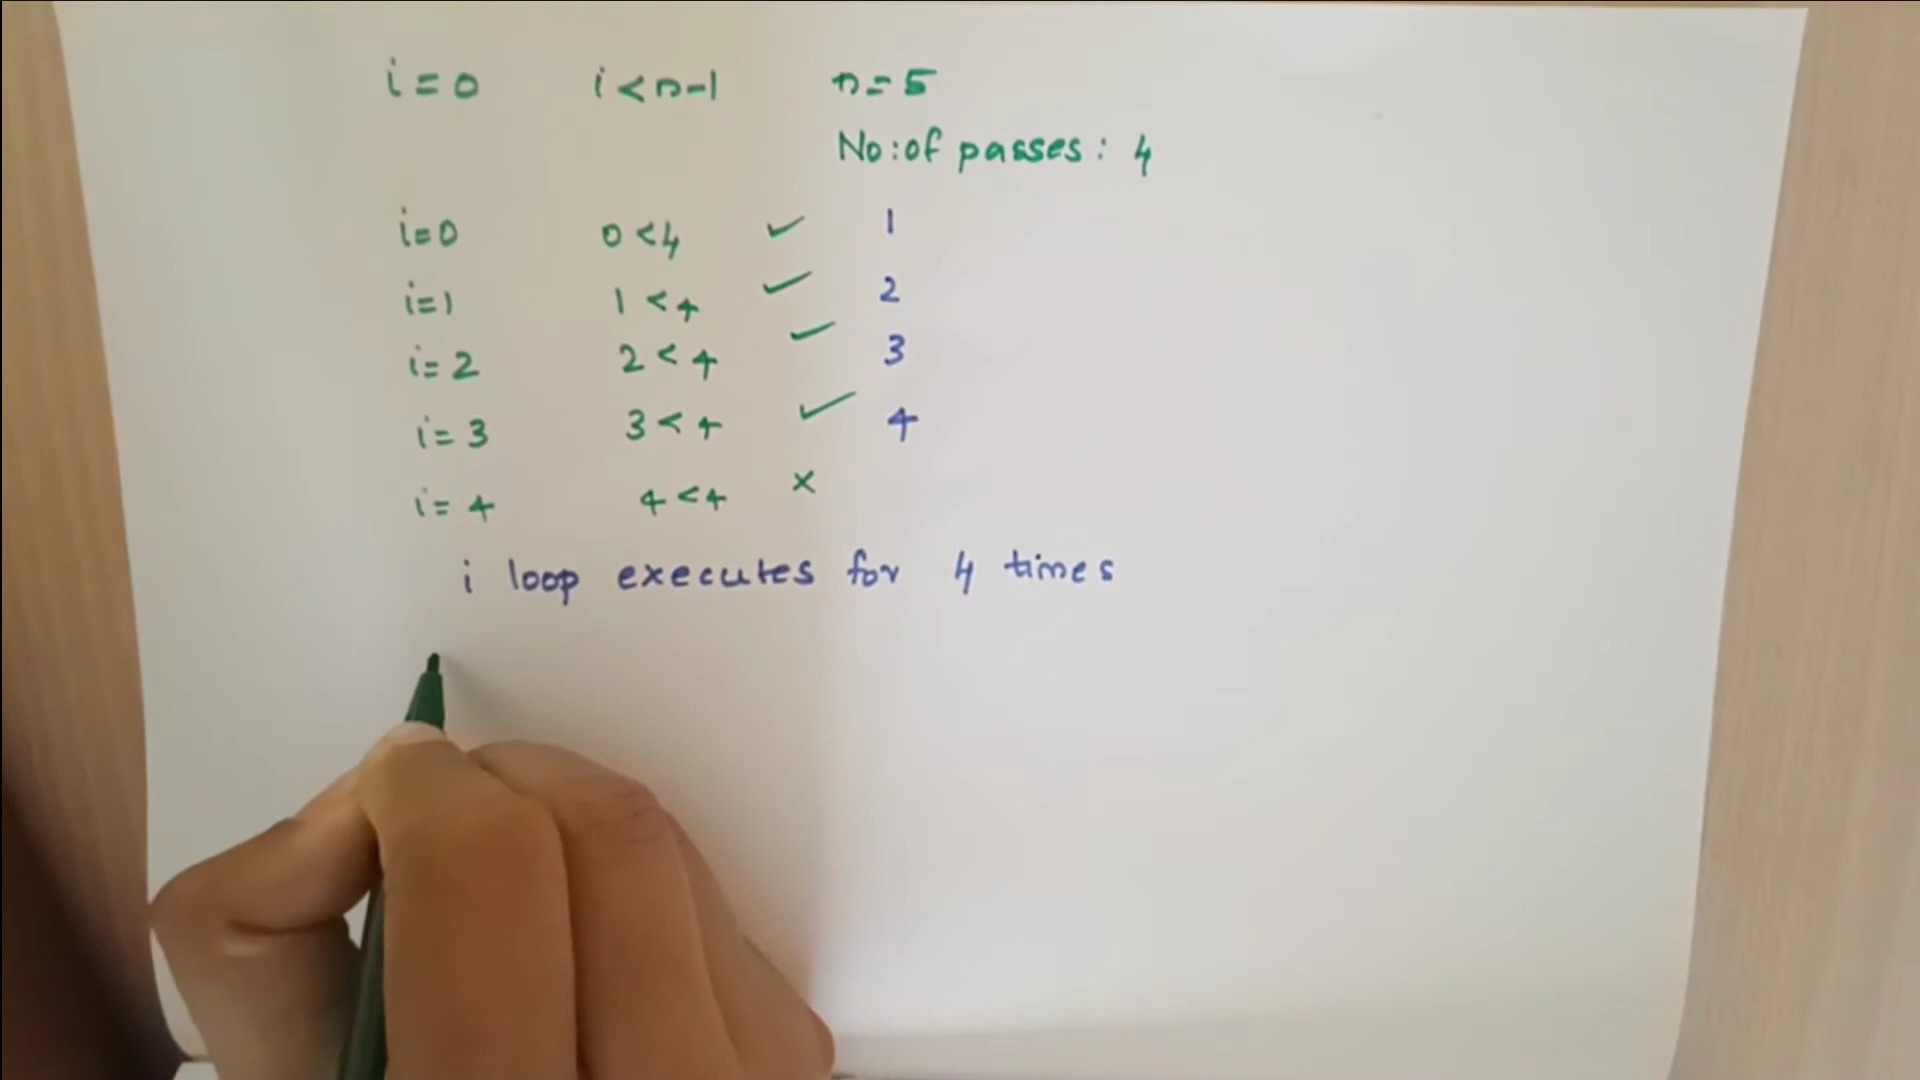 i=0 i<n-1 n=5
No:of passes: 4
i=0 0<4 ✓ 1
i=1 1<4 ✓ 2
i=2 2<4 ✓ 3
i=3 3<4 ✓ 4
i=4 4<4 ×
i loop executes for 4 times